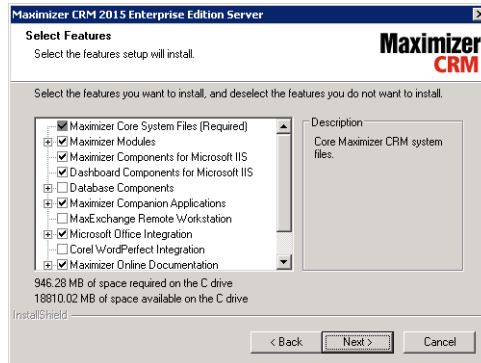 Maximizer CRM 2015 Enterprise Edition Server
Select Features
Select the features setup will install.
Maximizer
CRM
Select the features you want to install, and deselect the features you do not want to install.
Maximizer Core System Files (Required)
Maximizer Modules
Maximizer Components for Microsoft IIS
Dashboard Components for Microsoft IIS
Database Components
Maximizer Companion Applications
MaxExchange Remote Workstation
Microsoft Office Integration
Corel WordPerfect Integration
Maximizer Online Documentation
Description
Core Maximizer CRM system
files.
946.28 MB of space required on the C drive
18810.02 MB of space available on the C drive
InstallShield
< Back
Next >
Cancel